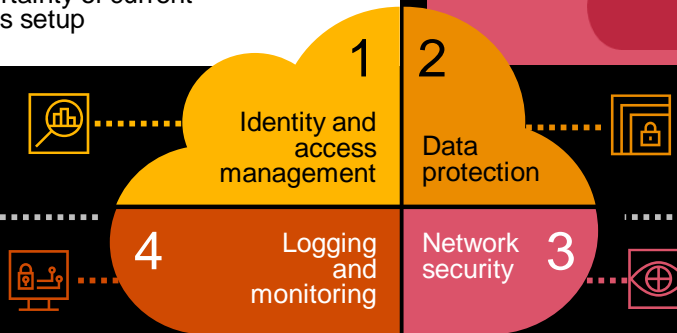 s setup
1
Identity and
access
management
2
Data
protection
4
Logging
and
monitoring
Network
security
3